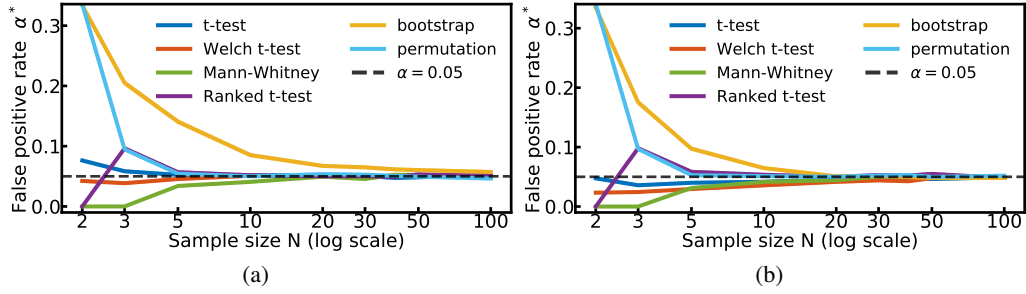 False positive rate α*
0.3
0.2
0.1
0.0
t-test
Welch t-test
Mann-Whitney
Ranked t-test
bootstrap
permutation
α = 0.05
2 3 5 10 20 30 50 100
Sample size N (log scale)
(a)
False positive rate α*
0.3
0.2
0.1
0.0
t-test
Welch t-test
Mann-Whitney
Ranked t-test
bootstrap
permutation
α = 0.05
2 3 5 10 20 30 50 100
Sample size N (log scale)
(b)